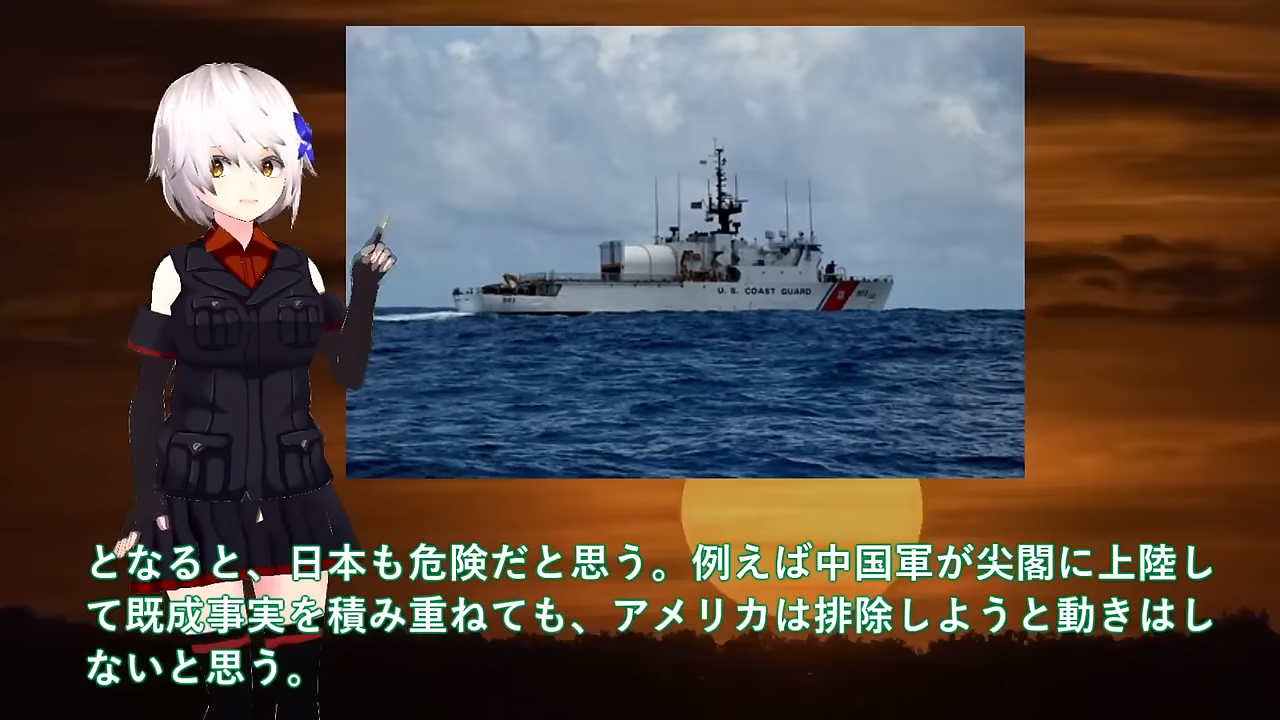 U. S. COAST GUARD
となると、日本も危険だと思う。例えば中国軍が尖閣に上陸し
て既成事実を積み重ねても、アメリカは排除しようと動きはし
ないと思う。